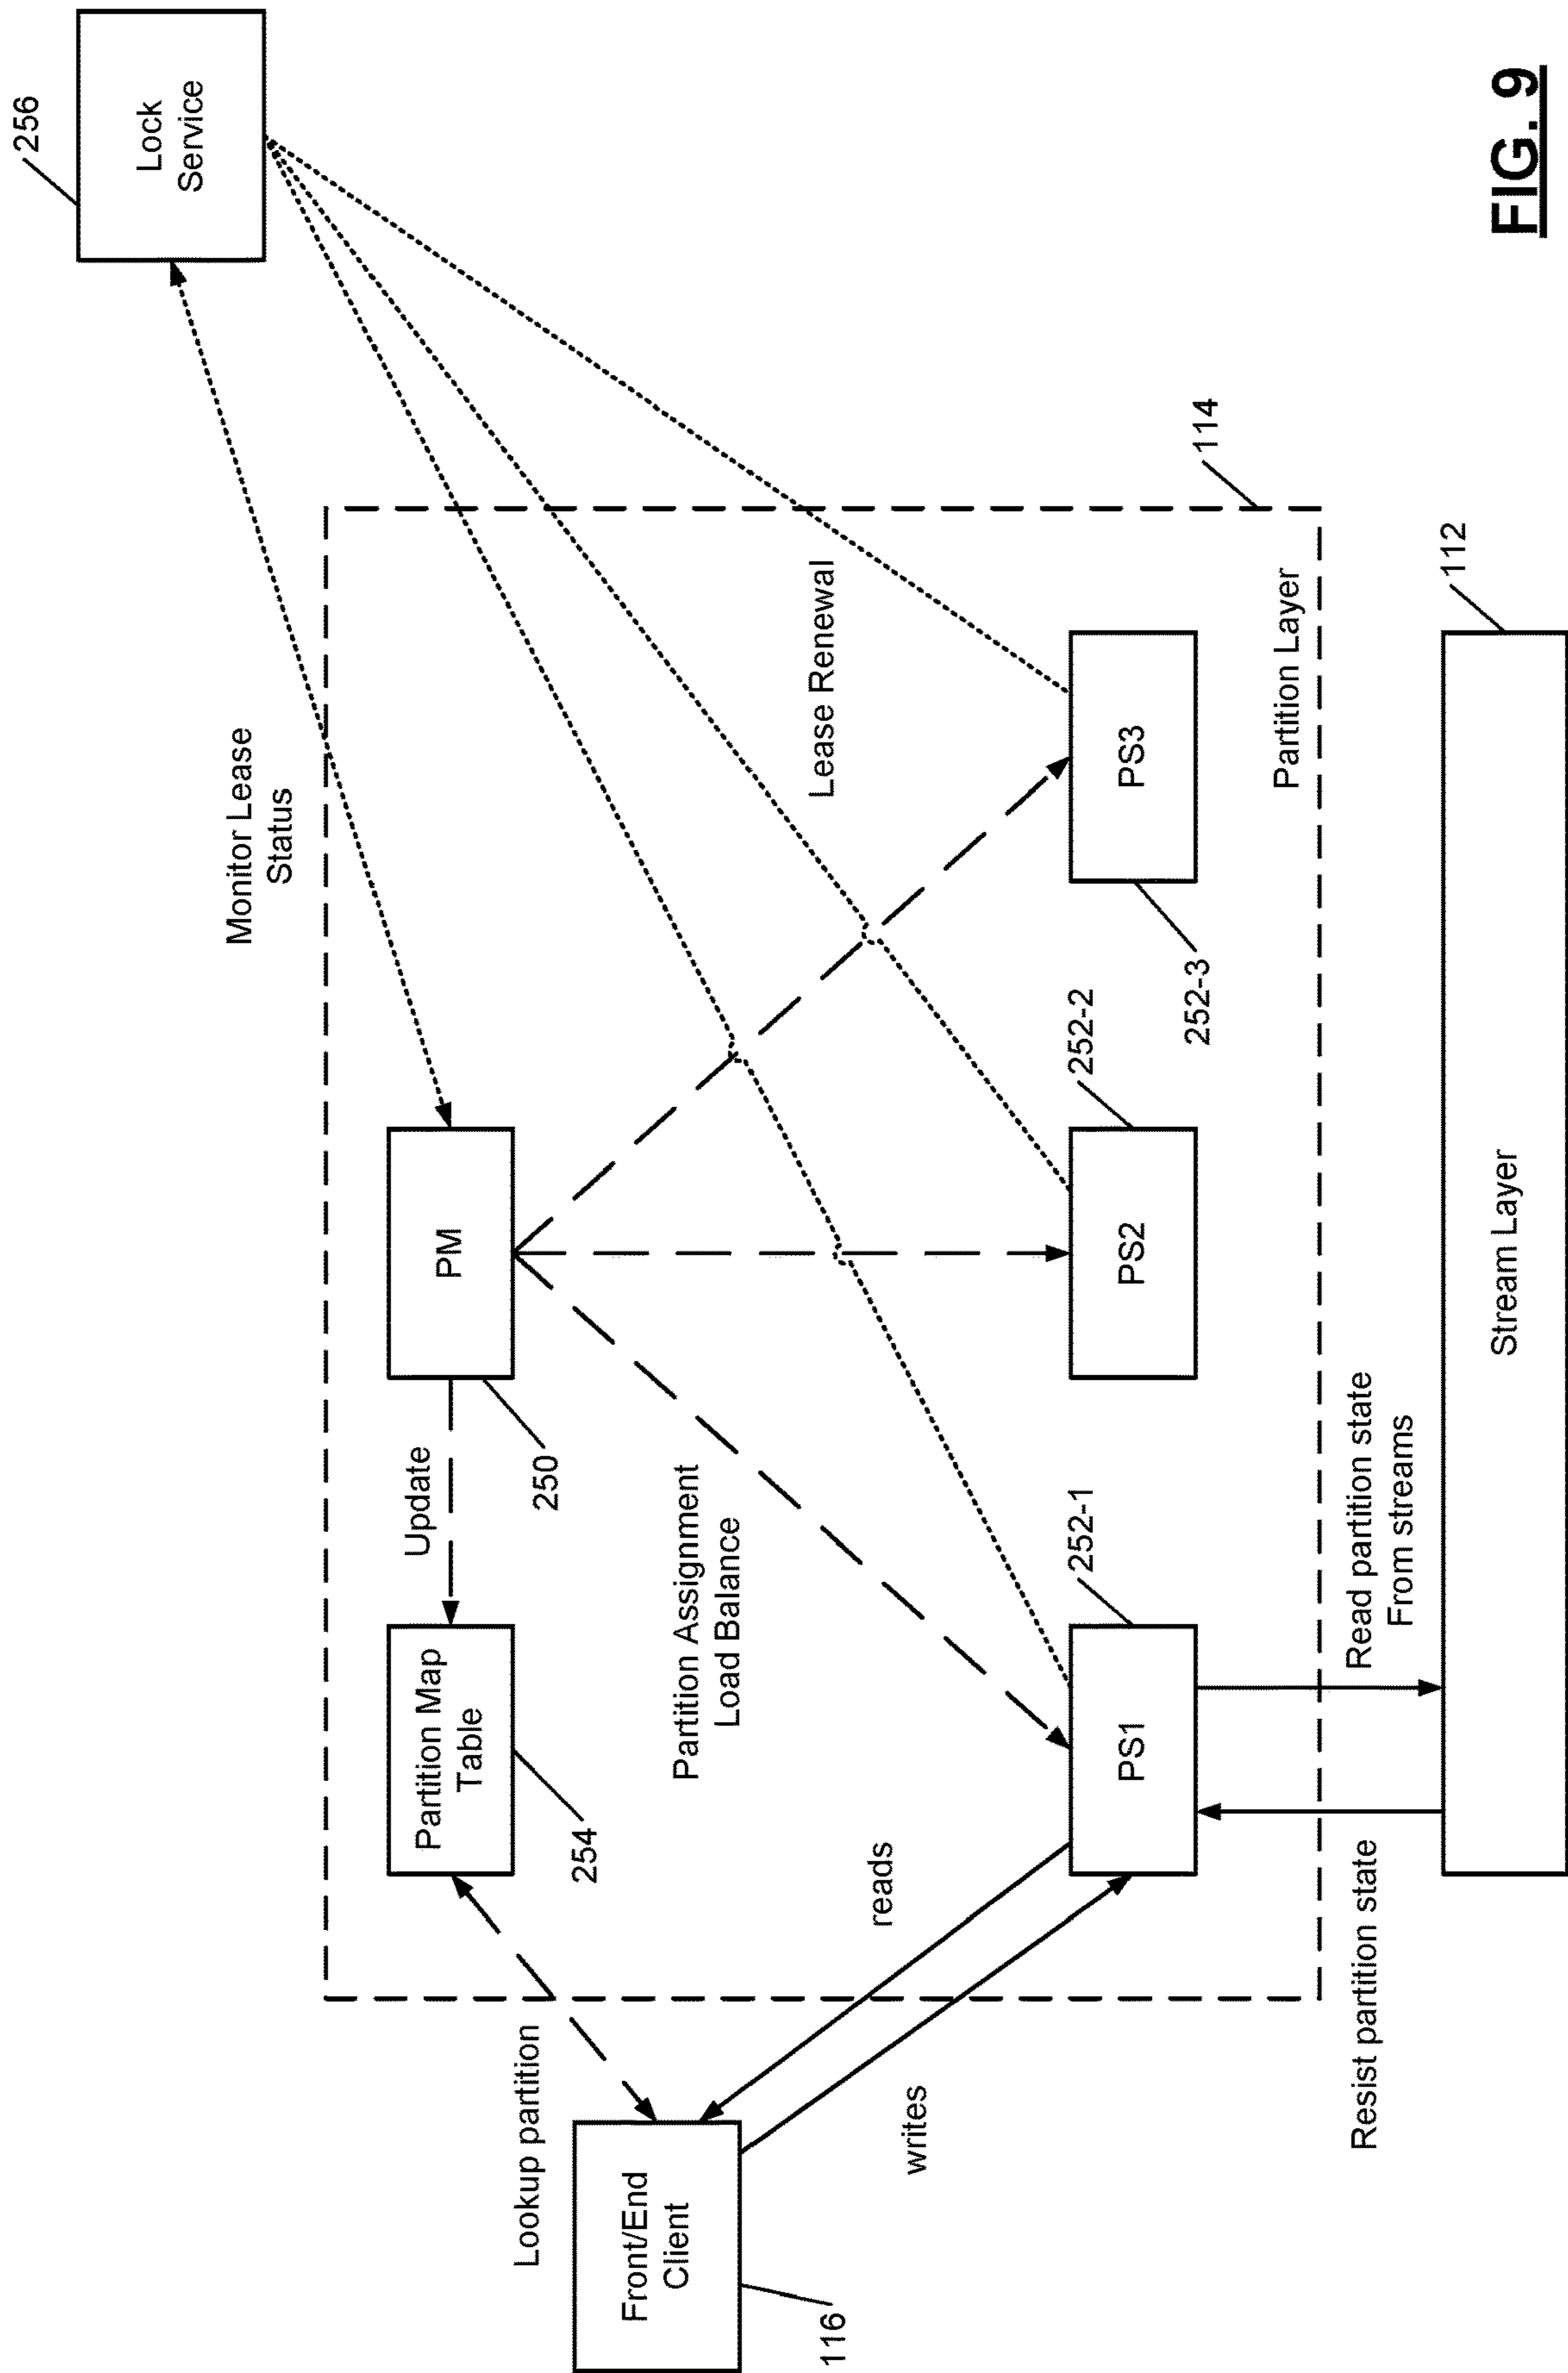 256
Lock
Service
Monitor Lease
Status
Lookup partition
Partition Map
Table
254
Update
PM
250
Front/End
Client
116
Partition Assignment
Load Balance
Lease Renewal
reads
writes
PS1
252-1
PS2
252-2
PS3
252-3
Partition Layer
114
Resist partition state
Read partition state
From streams
Stream Layer
112
FIG. 9